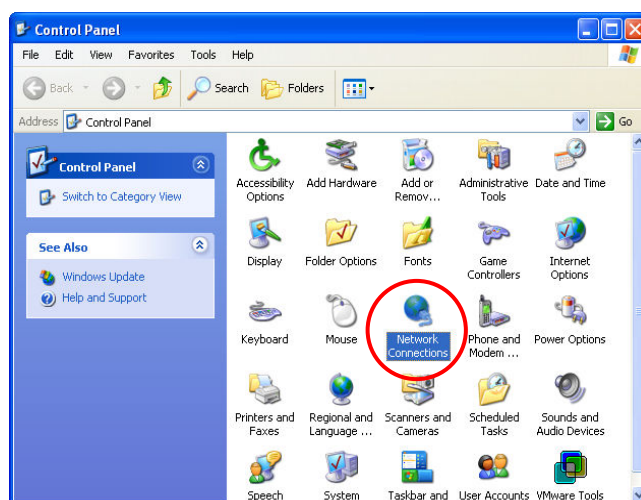 Control Panel
File Edit View Favorites Tools Help
Back Search Folders
Address Control Panel Go
Control Panel
Switch to Category View
See Also
Windows Update
Help and Support
Accessibility Options
Add Hardware
Add or Remov...
Administrative Tools
Date and Time
Display
Folder Options
Fonts
Game Controllers
Internet Options
Keyboard
Mouse
Network Connections
Phone and Modem ...
Power Options
Printers and Faxes
Regional and Language ...
Scanners and Cameras
Scheduled Tasks
Sounds and Audio Devices
Speech
System
Taskbar and
User Accounts
VMware Tools